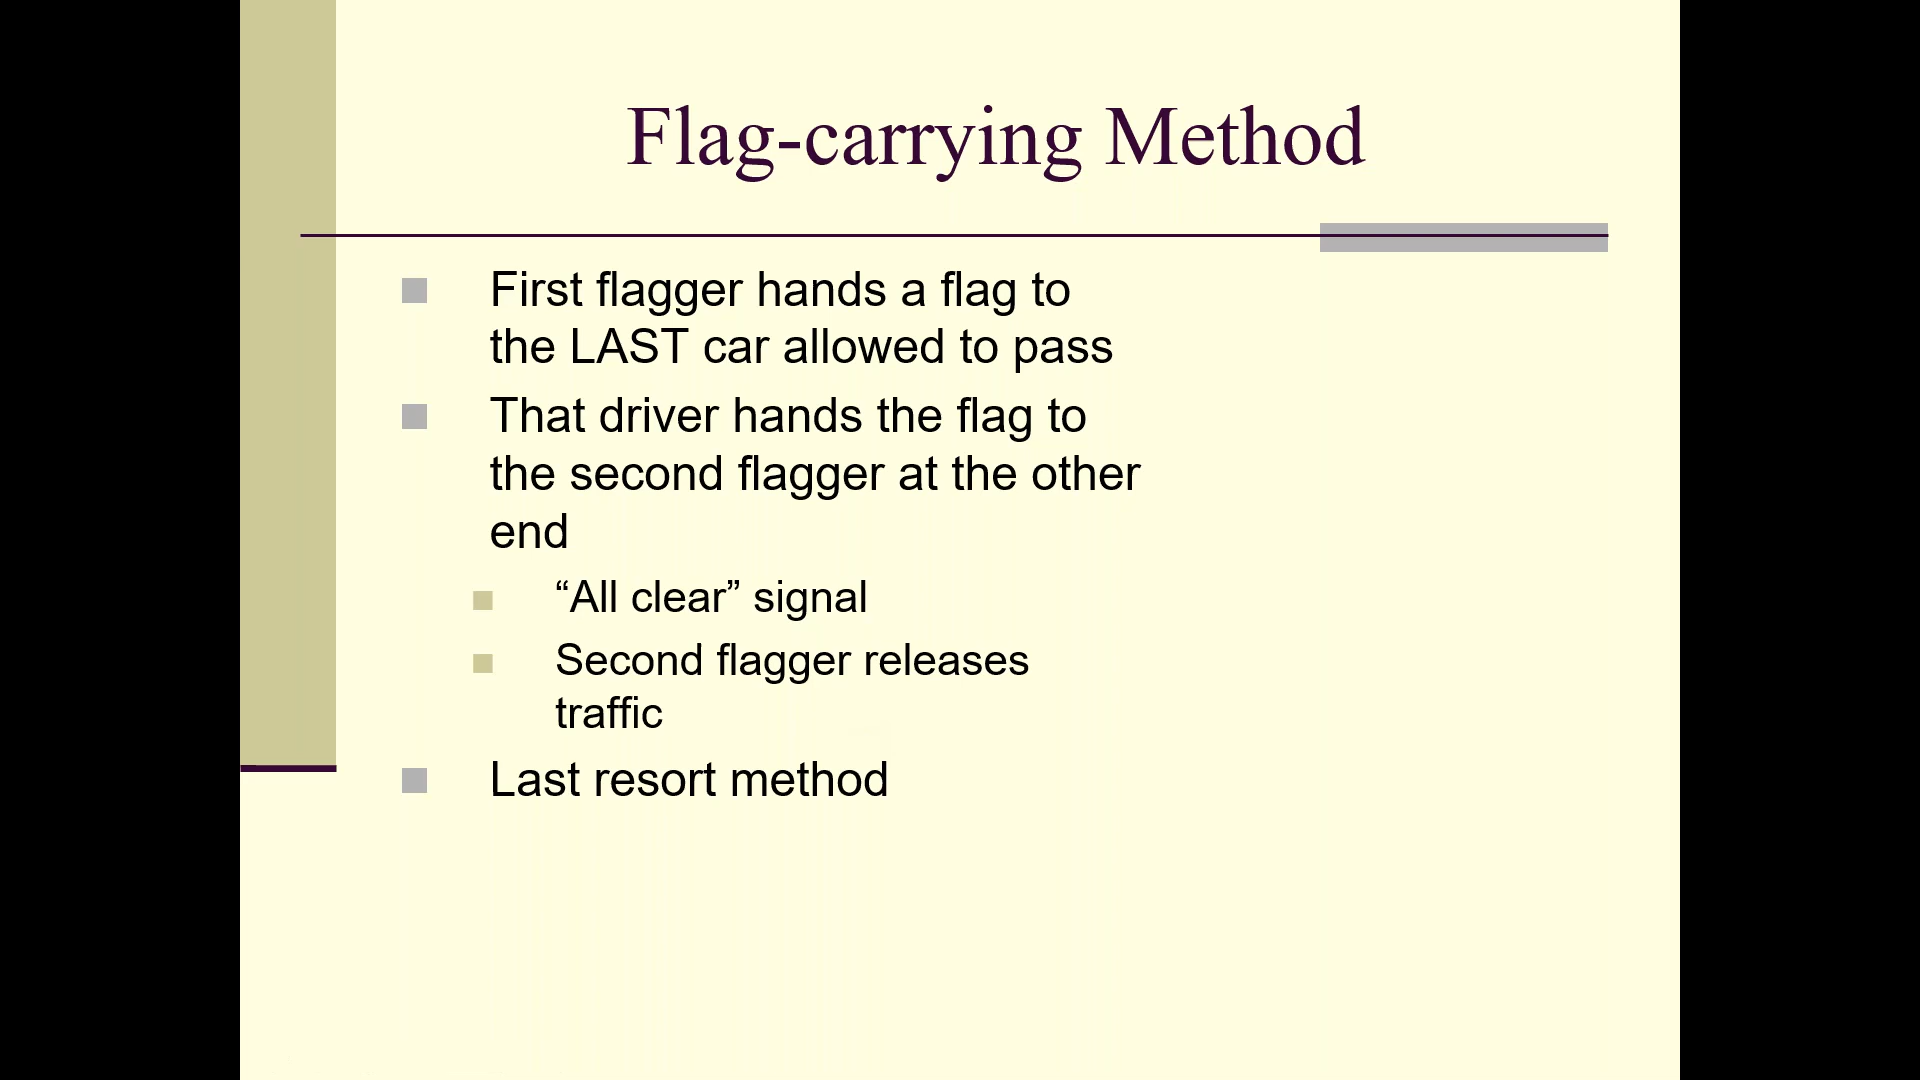 Flag-carrying Method
First flagger hands a flag to
the LAST car allowed to pass
That driver hands the flag to
the second flagger at the other
end
“All clear” signal
Second flagger releases
traffic
Last resort method